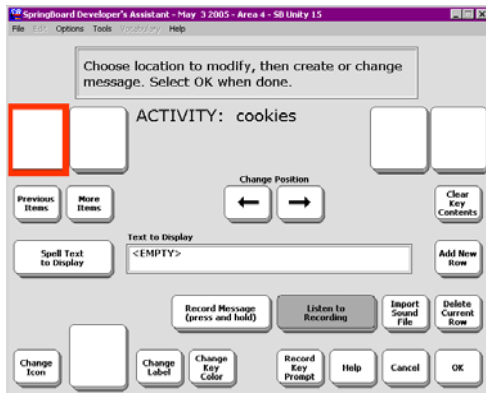 SpringBoard Developer's Assistant - May 3 2005 - Area 4 - SB Unity 15
File Edit Options Tools Vocabulary Help
Choose location to modify, then create or change
message. Select OK when done.
ACTIVITY: cookies
Change Position
Previous
Items
More
Items
Clear
Key
Contents
Text to Display
Spell Text
to Display
<EMPTY>
Add New
Row
Record Message
(press and hold)
Listen to
Recording
Import
Sound
File
Delete
Current
Row
Change
Icon
Change
Label
Change
Key
Color
Record
Key
Prompt
Help
Cancel
OK